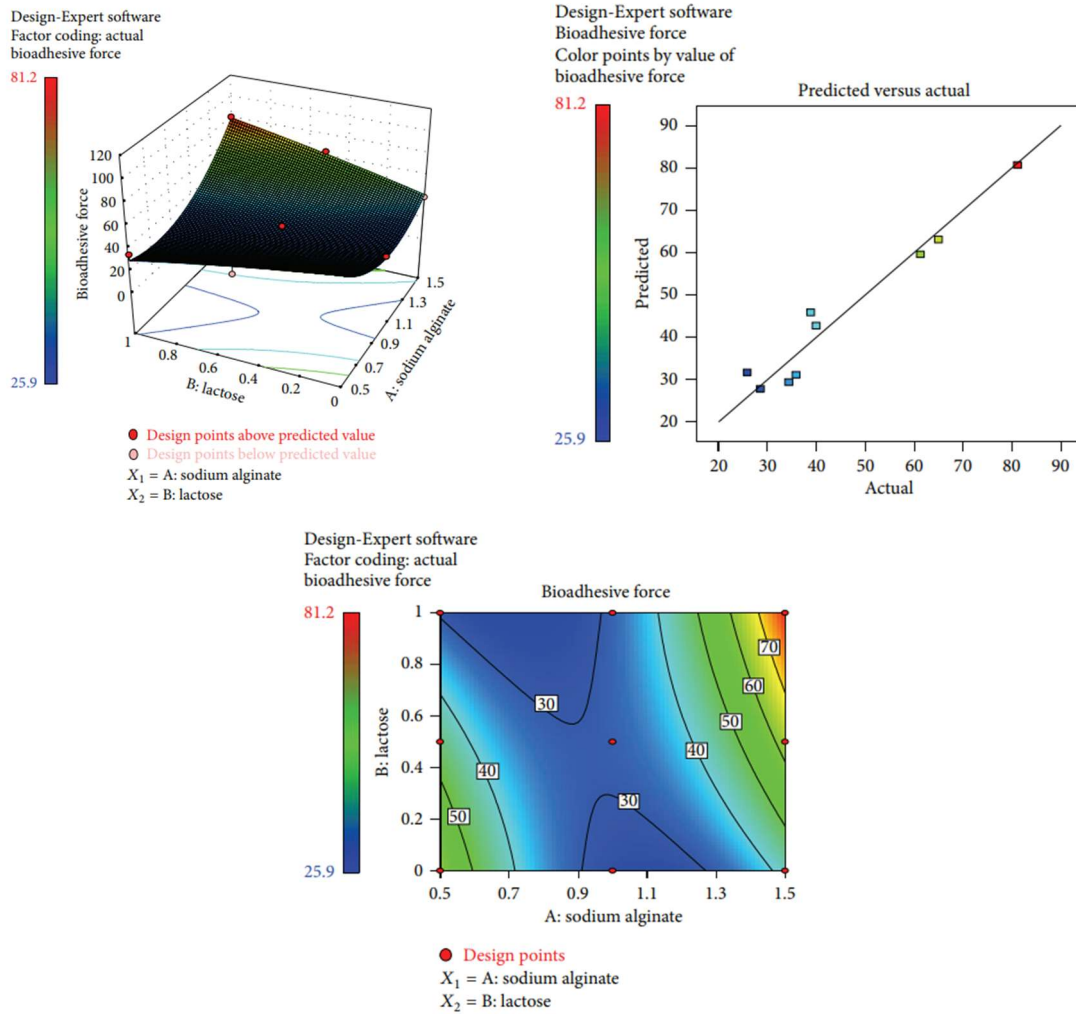 Design-Expert software
Factor coding: actual
bioadhesive force
81.2
25.9
Bioadhesive force
120
100
80
60
40
20
0
1
0.8
0.6
0.4
0.2
0
B: lactose
1.5
1.3
1.1
0.9
0.7
0.5
A: sodium alginate
Design points above predicted value
Design points below predicted value
X₁ = A: sodium alginate
X₂ = B: lactose
Design-Expert software
Bioadhesive force
Color points by value of
bioadhesive force
81.2
25.9
Predicted versus actual
Predicted
90
80
70
60
50
40
30
20
20 30 40 50 60 70 80 90
Actual
Design-Expert software
Factor coding: actual
bioadhesive force
81.2
25.9
Bioadhesive force
B: lactose
1
0.8
0.6
0.4
0.2
0
70
60
30
50
40
40
30
50
0.5 0.7 0.9 1.1 1.3 1.5
A: sodium alginate
Design points
X₁ = A: sodium alginate
X₂ = B: lactose